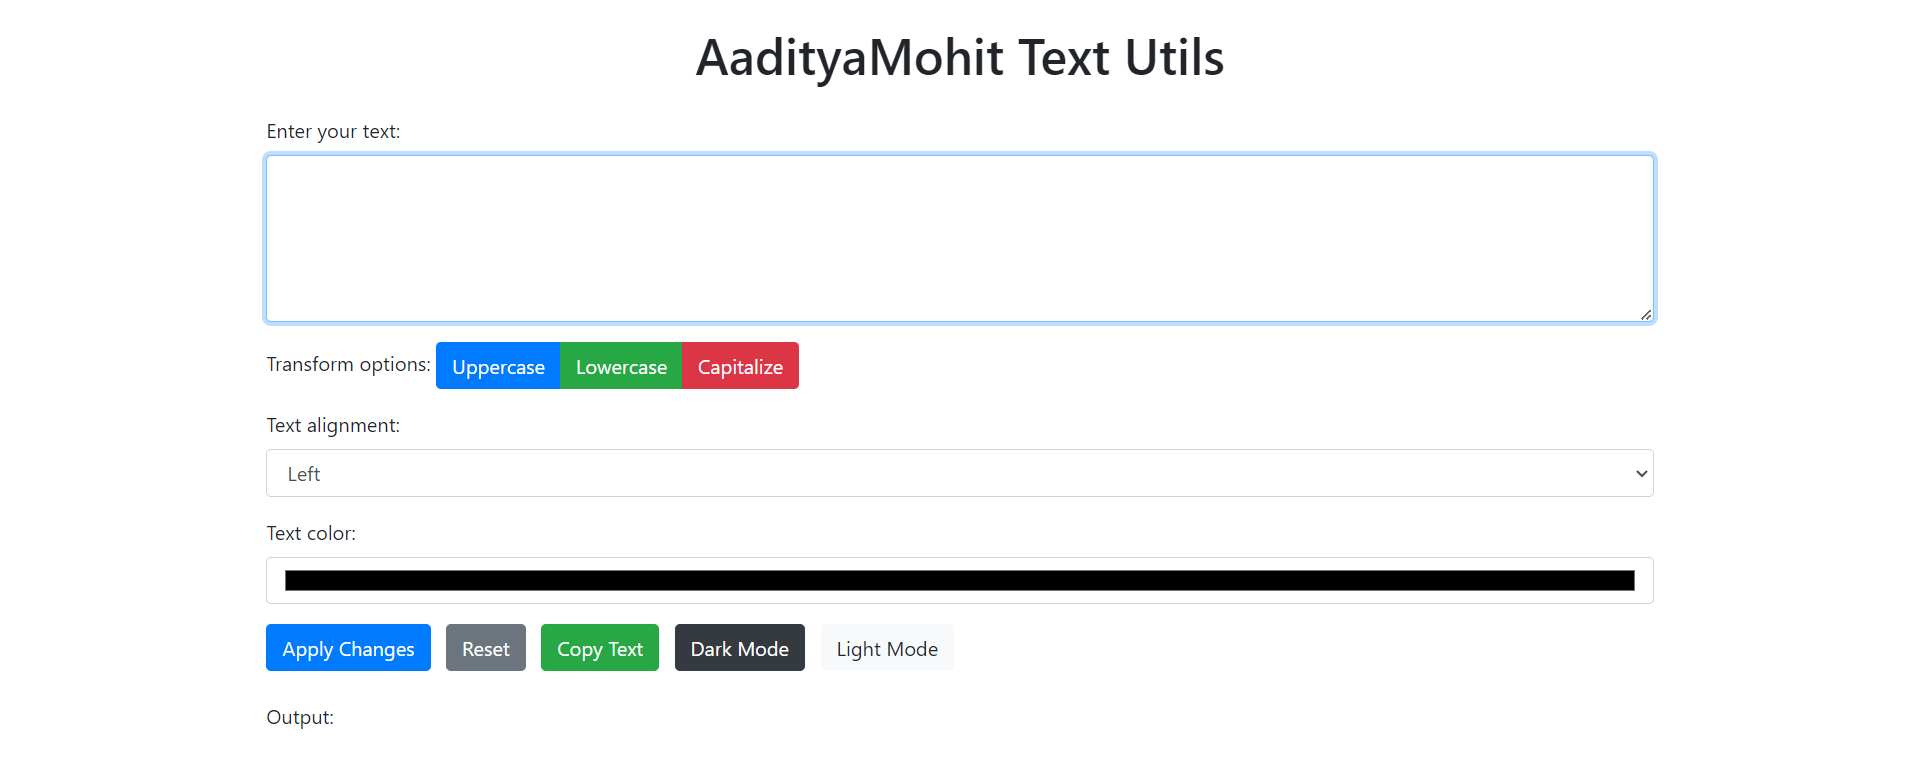 AadityaMohit Text Utils
Enter your text:
Transform options: Uppercase Lowercase Capitalize
Text alignment:
Left
Text color:
Apply Changes Reset Copy Text Dark Mode Light Mode
Output: